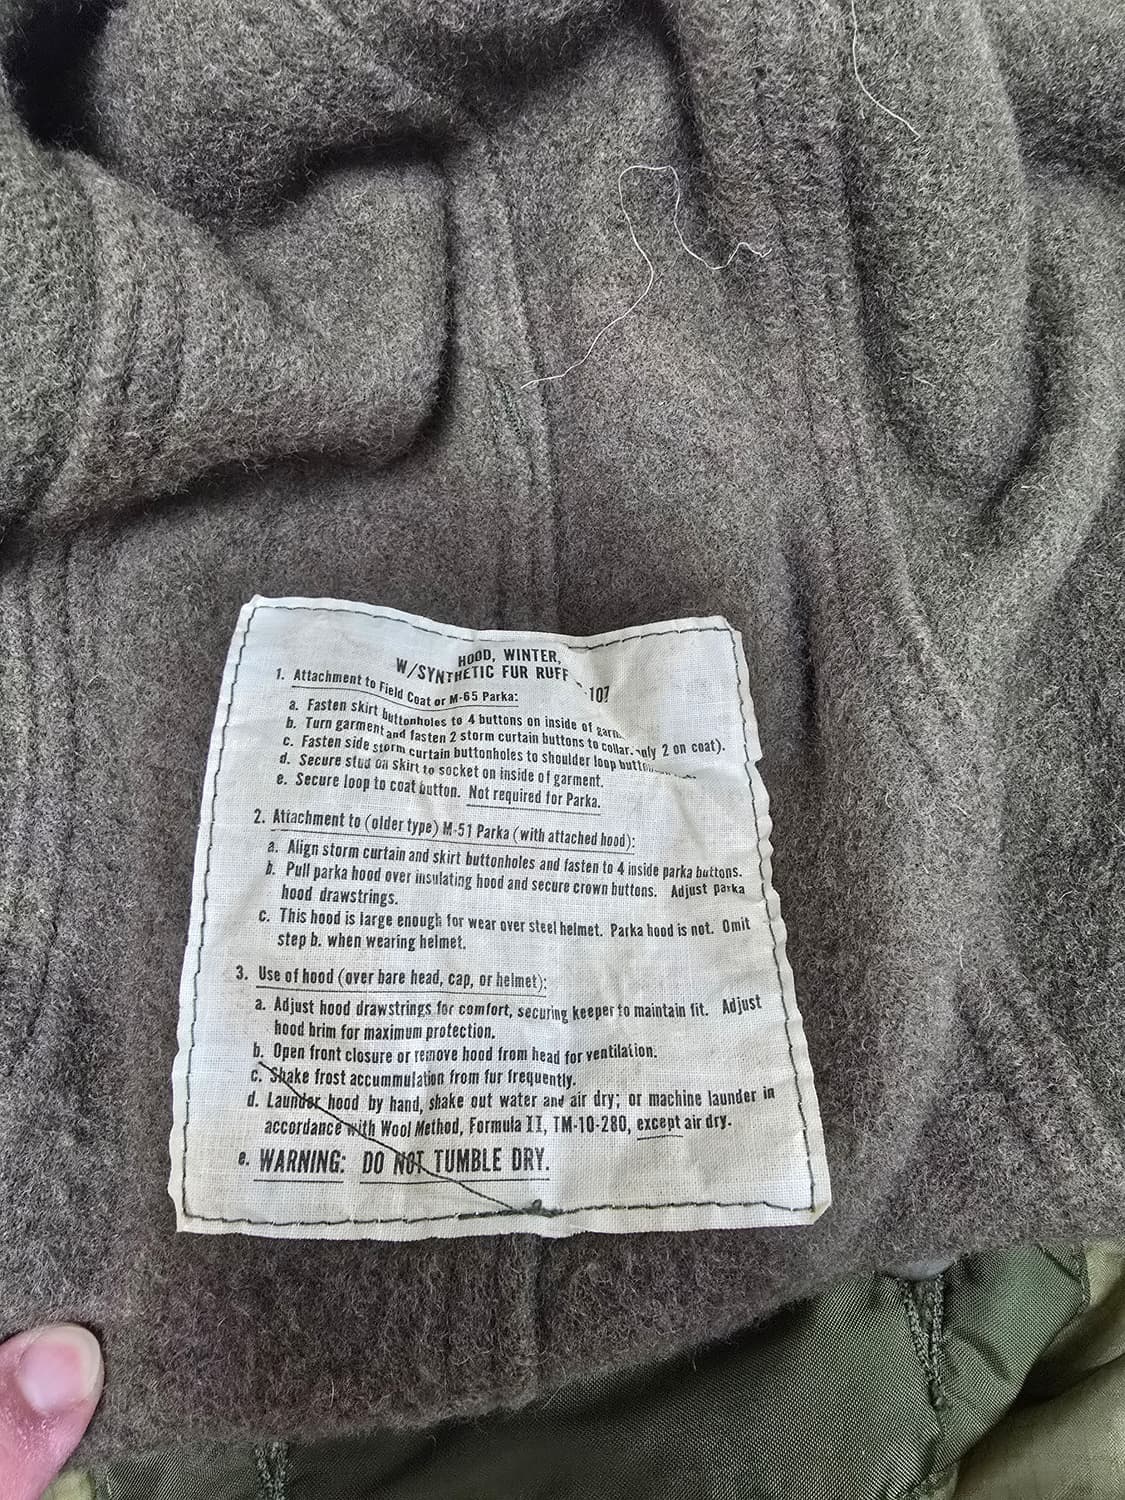 HOOD, WINTER,
W/SYNTHETIC FUR RUFF - 107
1. Attachment to Field Coat or M-65 Parka:
a. Fasten skirt buttonholes to 4 buttons on inside of
b. Turn garment and fasten 2 storm curtain buttons to collar. only 2 on coat).
c. Fasten side storm curtain buttonholes to shoulder loop
d. Secure stud on skirt to socket on inside of garment.
e. Secure loop to coat button. Not required for Parka.
2. Attachment to (older type) M-51 Parka (with attached hood):
a. Align storm curtain and skirt buttonholes and fasten to 4 inside parka buttons.
b. Pull parka hood over insulating hood and secure crown buttons. Adjust parka
hood drawstrings.
c. This hood is large enough for wear over steel helmet. Parka hood is not. Omit
step b. when wearing helmet.
3. Use of hood (over bare head, cap, or helmet):
a. Adjust hood drawstrings for comfort, securing keeper to maintain fit. Adjust
hood brim for maximum protection.
b. Open front closure or remove hood from head for ventilation.
c. Shake frost accummulation from fur frequently.
d. Launder hood by hand, shake out water and air dry; or machine launder in
accordance with Wool Method, Formula II, TM-10-280, except air dry.
e. WARNING: DO NOT TUMBLE DRY.